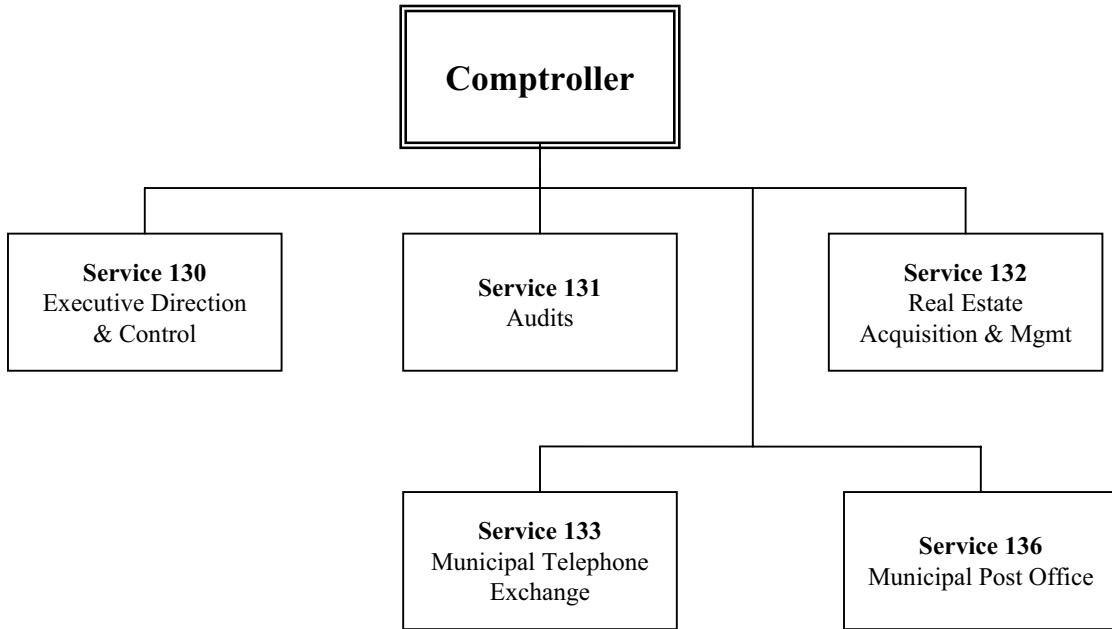 Comptroller
Service 130
Executive Direction
& Control
Service 131
Audits
Service 132
Real Estate
Acquisition & Mgmt
Service 133
Municipal Telephone
Exchange
Service 136
Municipal Post Office